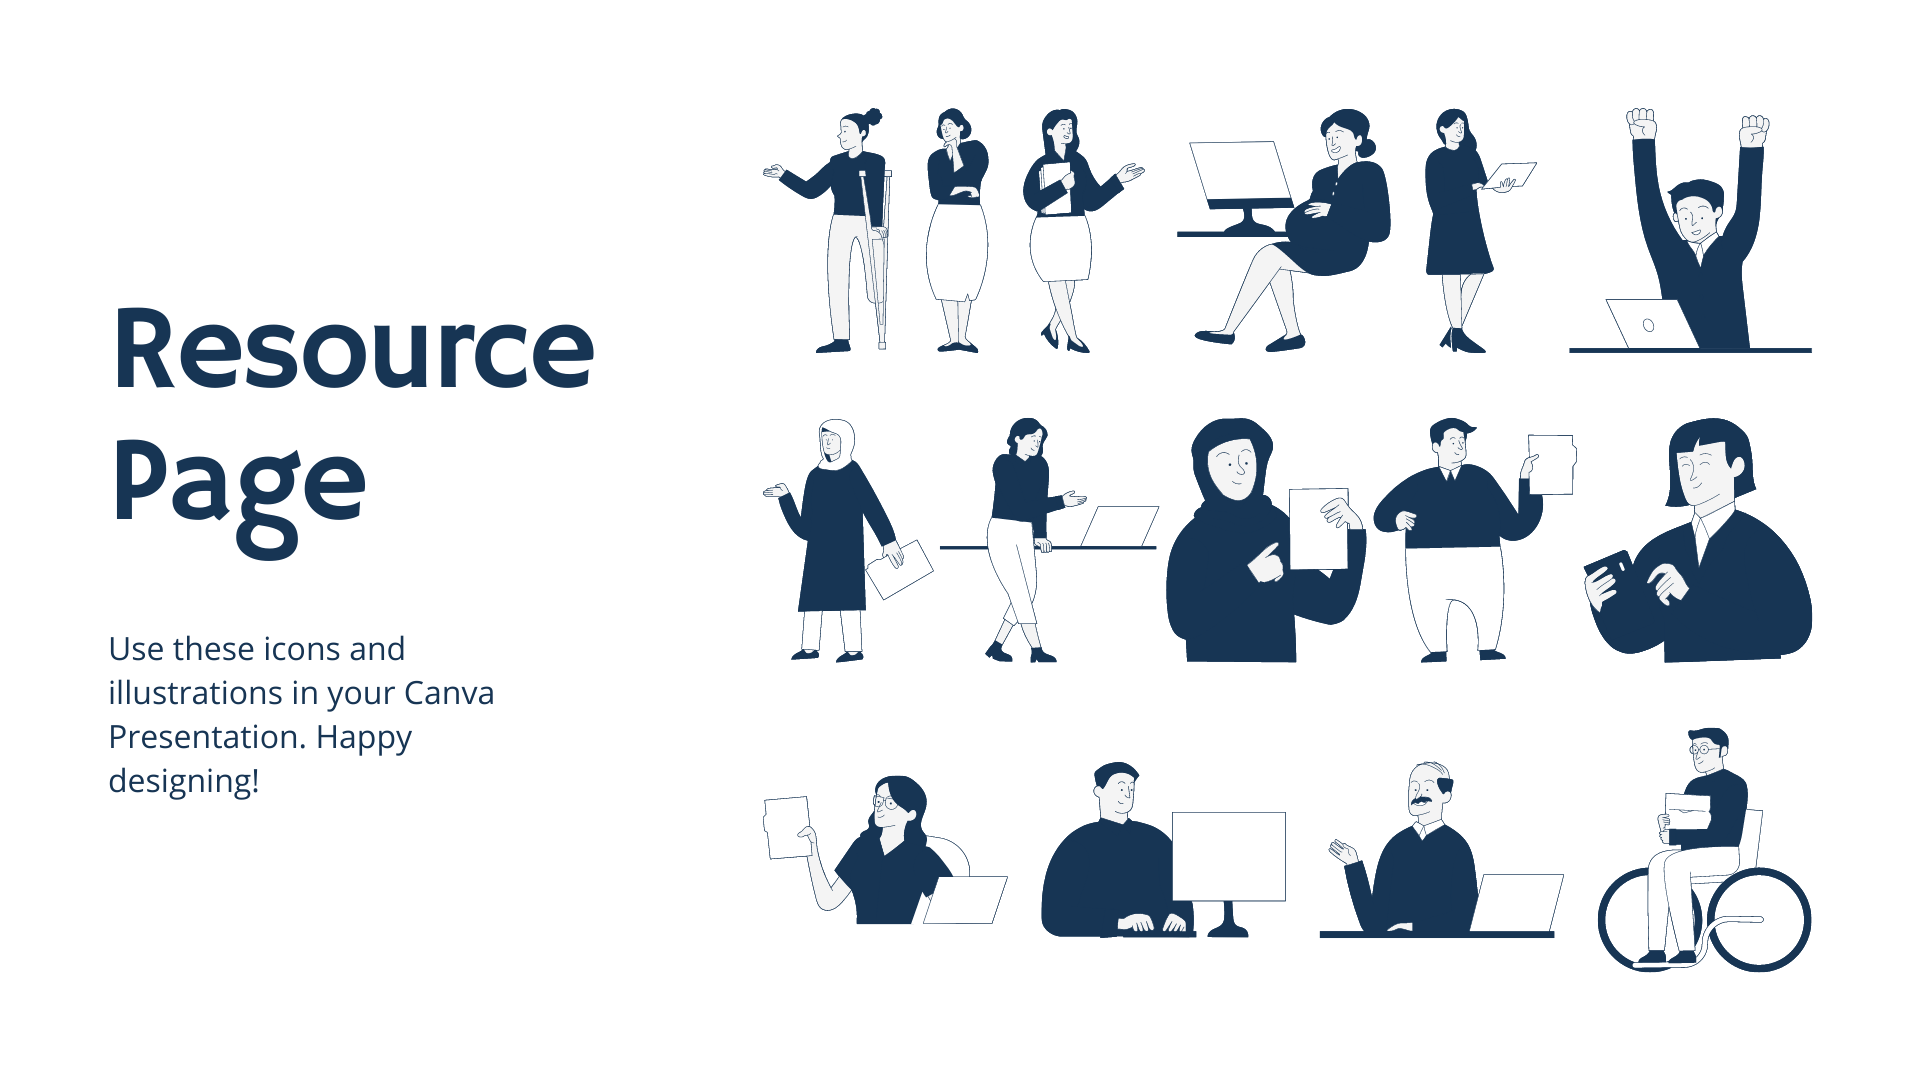 Resource
Page
Use these icons and
illustrations in your Canva
Presentation. Happy
designing!